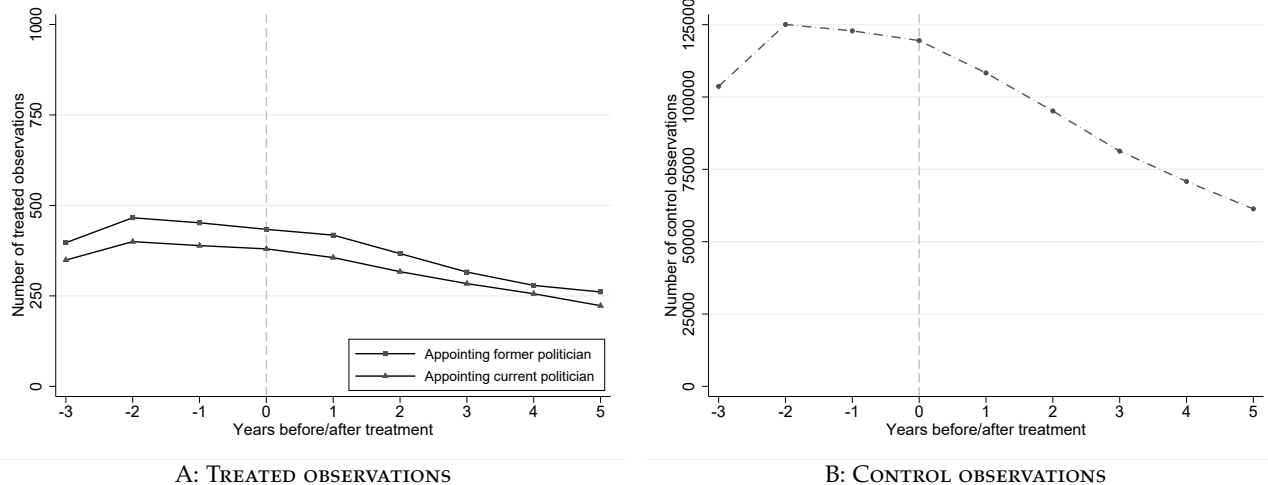 Number of treated observations
1000
750
500
250
0
-3 -2 -1 0 1 2 3 4 5
Years before/after treatment
Appointing former politician
Appointing current politician
A: TREATED OBSERVATIONS
Number of control observations
125000
100000
75000
50000
25000
0
-3 -2 -1 0 1 2 3 4 5
Years before/after treatment
B: CONTROL OBSERVATIONS